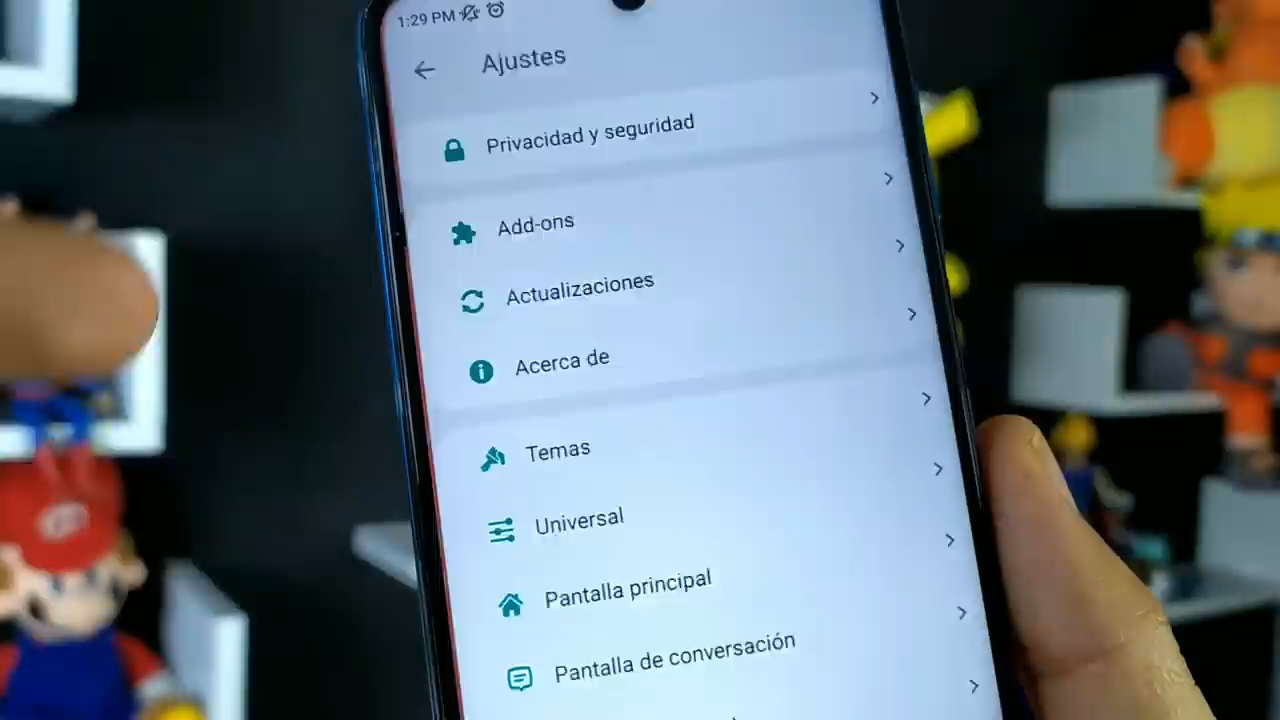 1:29 PM
Ajustes
Privacidad y seguridad
Add-ons
Actualizaciones
Acerca de
Temas
Universal
Pantalla principal
Pantalla de conversación